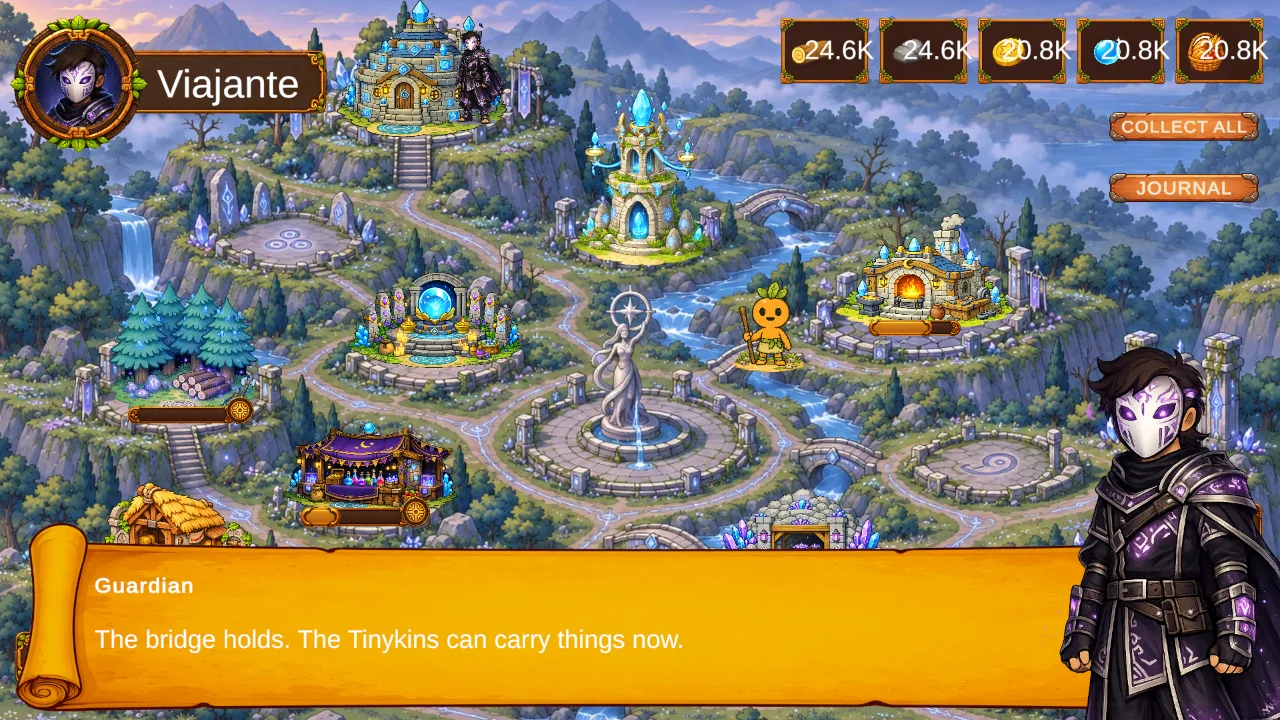 Viajante
24.6K
24.6K
20.8K
20.8K
20.8K
COLLECT ALL
JOURNAL
Guardian
The bridge holds. The Tinykins can carry things now.